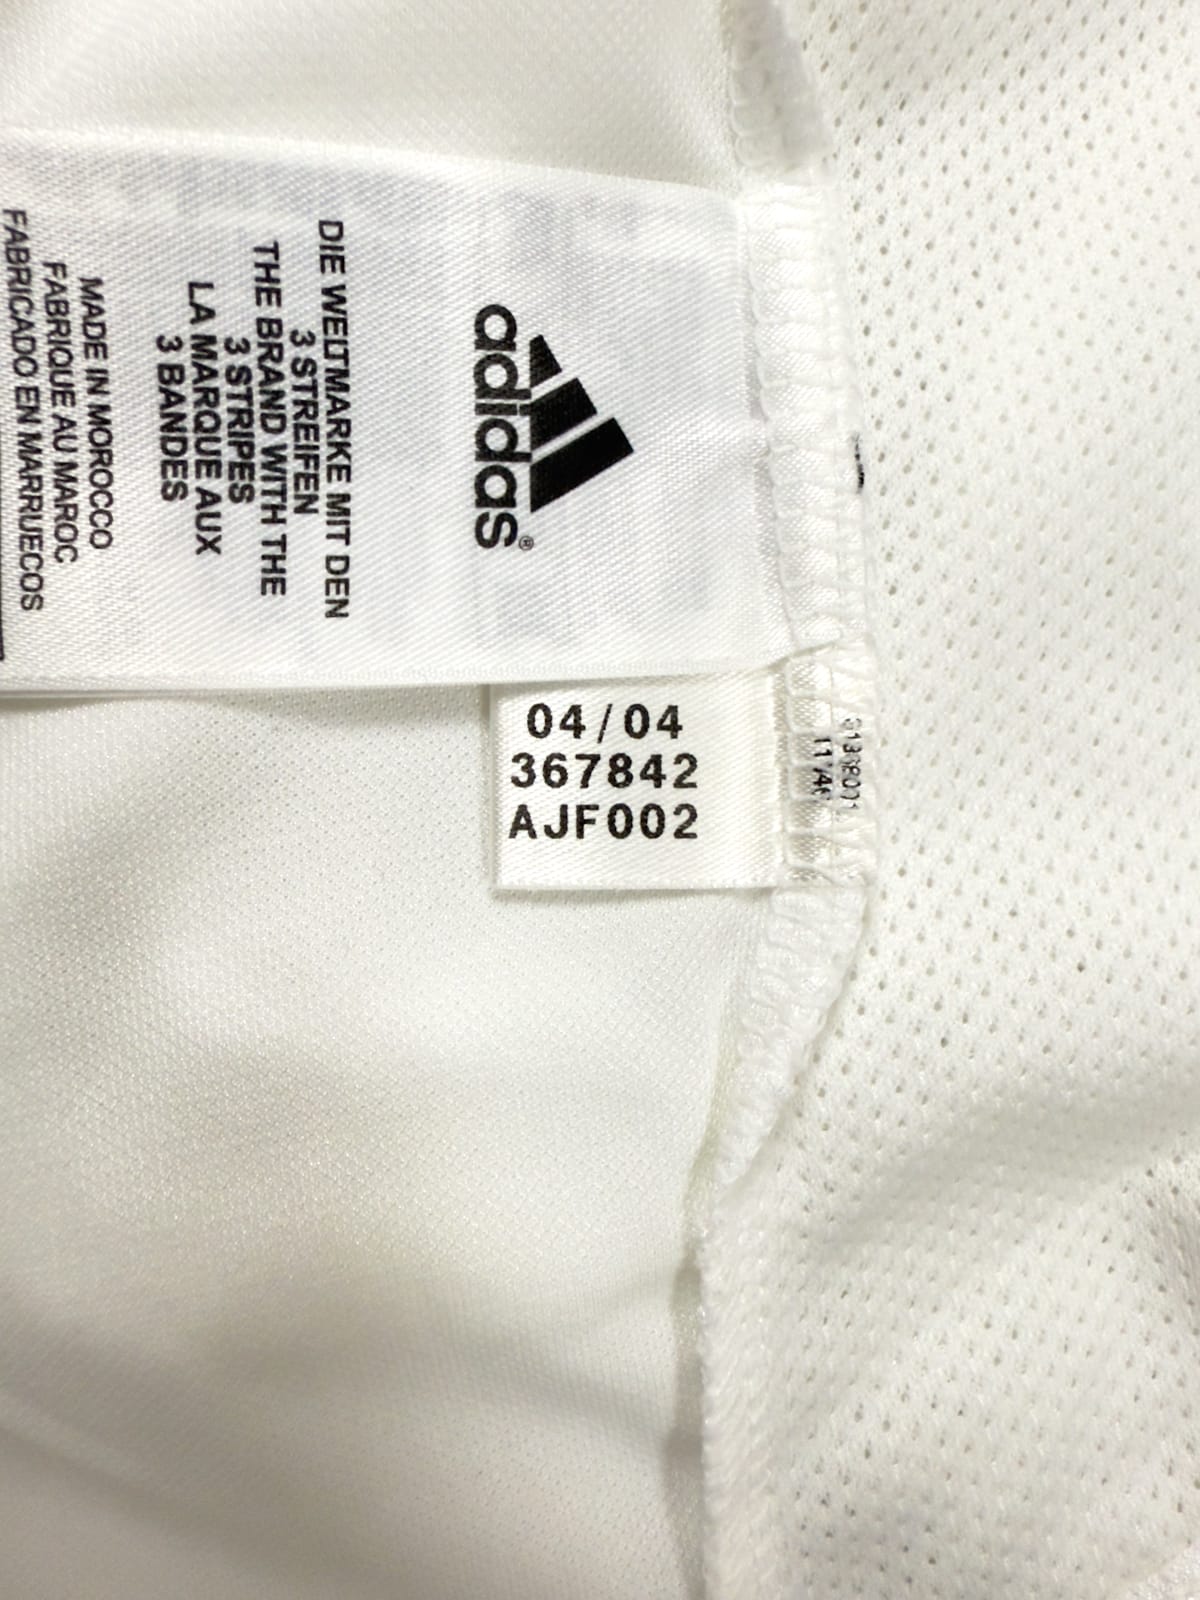 adidas®
DIE WELTMARKE MIT DEN
3 STREIFEN
THE BRAND WITH THE
3 STRIPES
LA MARQUE AUX
3 BANDES
MADE IN MOROCCO
FABRIQUE AU MAROC
FABRICADO EN MARRUECOS
04/04
367842
AJF002